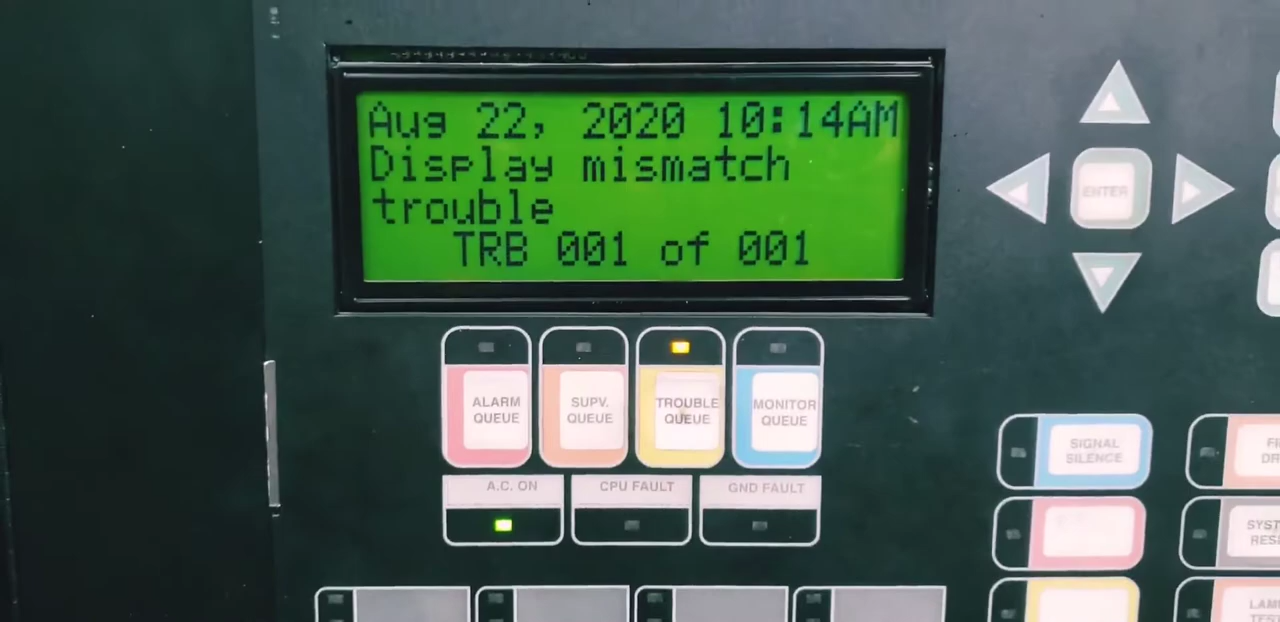 Aug 22, 2020 10:14AM
Display mismatch
trouble
TRB 001 of 001
ENTER
ALARM
QUEUE
SUPV.
QUEUE
TROUBLE
QUEUE
MONITOR
QUEUE
A.C. ON
CPU FAULT
GND FAULT
SIGNAL
SILENCE